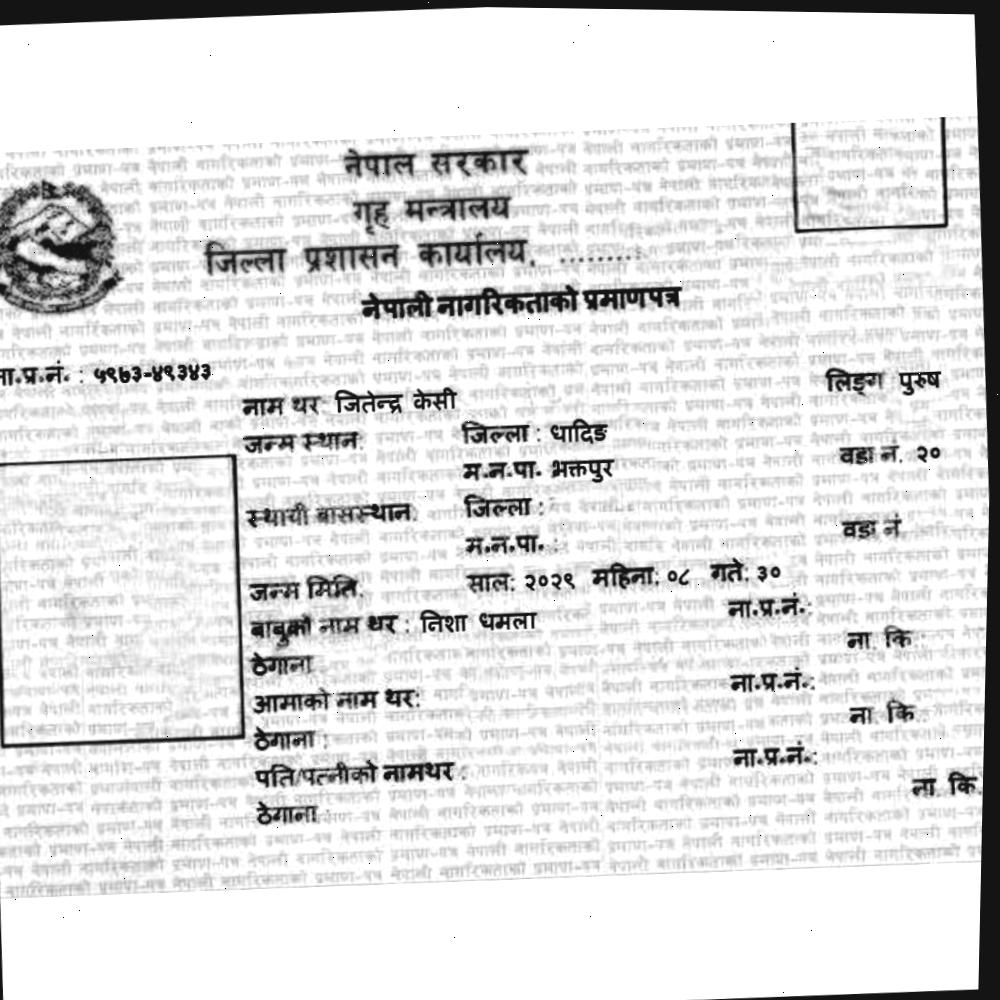 नेपाल सरकार
गृह मन्त्रालय
जिल्ला प्रशासन कार्यालय, ........
नेपाली नागरिकताको प्रमाणपत्र
ना.प्र.नं. : ५९७३-४९३४३
लिङ्ग पुरुष
नाम थर जितेन्द्र केसी
जन्म स्थान: जिल्ला : धादिङ
म.न.पा. भक्तपुर वडा नं. २०
स्थायी बासस्थान: जिल्ला :
म.न.पा. : वडा नं
जन्म मिति: साल: २०२९ महिना: ०८ गते: ३०
बाबुको नाम थर : निशा धमला ना.प्र.नं.:
ठेगाना ना. कि.:
आमाको नाम थर: ना.प्र.नं.:
ठेगाना : ना. कि.:
पति/पत्नीको नामथर : ना.प्र.नं.:
ठेगाना : ना. कि.